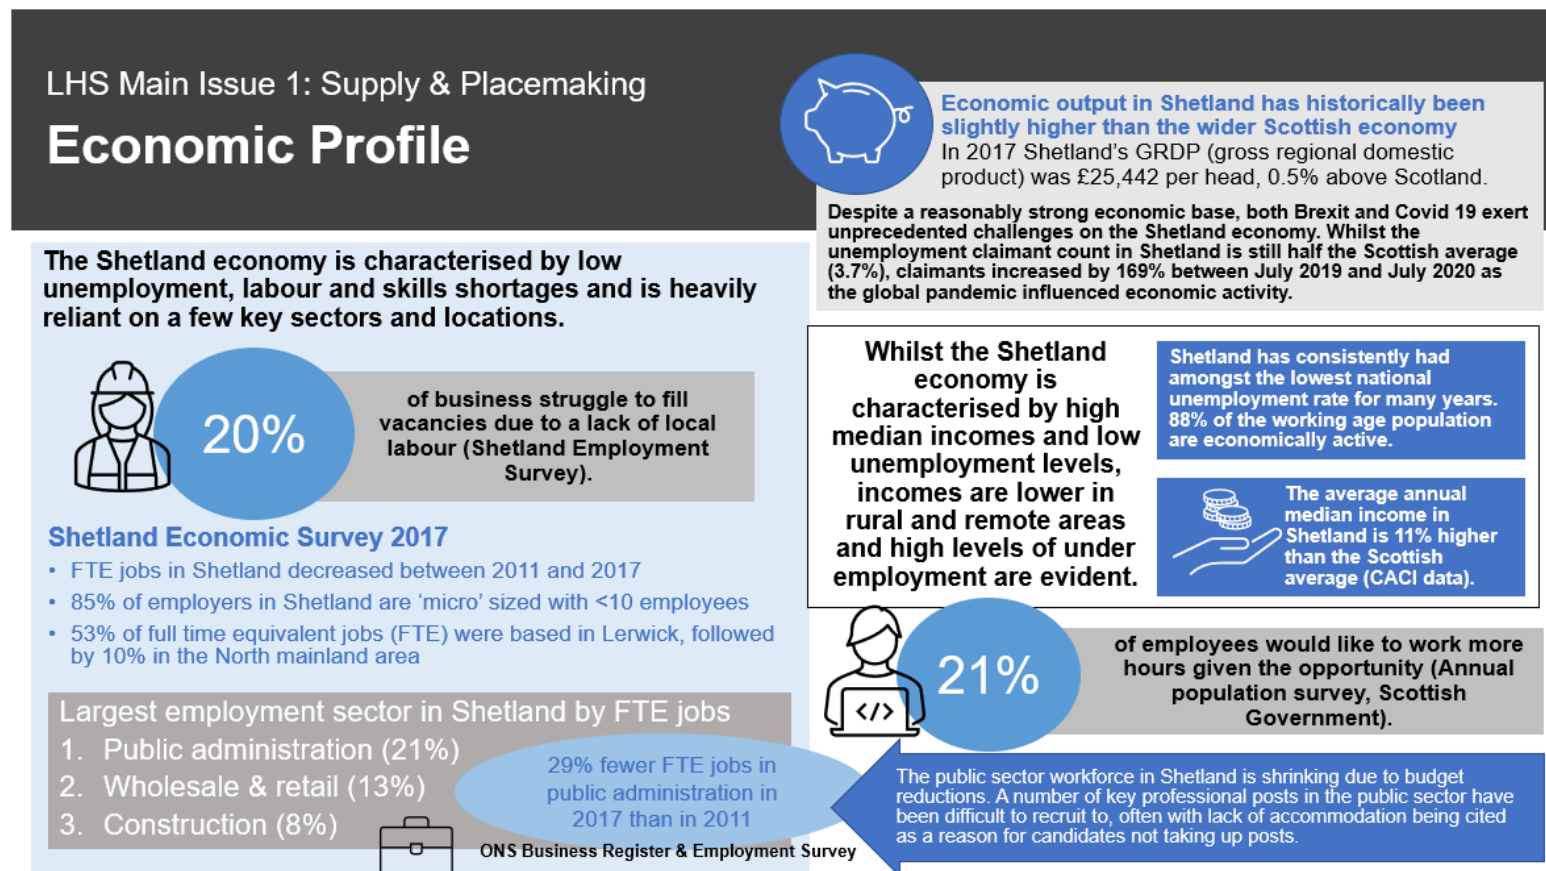 LHS Main Issue 1: Supply & Placemaking
Economic Profile
Economic output in Shetland has historically been
slightly higher than the wider Scottish economy
In 2017 Shetland's GRDP (gross regional domestic
product) was £25,442 per head, 0.5% above Scotland.
Despite a reasonably strong economic base, both Brexit and Covid 19 exert
unprecedented challenges on the Shetland economy. Whilst the
unemployment claimant count in Shetland is still half the Scottish average
(3.7%), claimants increased by 169% between July 2019 and July 2020 as
the global pandemic influenced economic activity.
The Shetland economy is characterised by low
unemployment, labour and skills shortages and is heavily
reliant on a few key sectors and locations.
20%
of business struggle to fill
vacancies due to a lack of local
labour (Shetland Employment
Survey).
Shetland Economic Survey 2017
• FTE jobs in Shetland decreased between 2011 and 2017
• 85% of employers in Shetland are 'micro' sized with <10 employees
• 53% of full time equivalent jobs (FTE) were based in Lerwick, followed
by 10% in the North mainland area
Largest employment sector in Shetland by FTE jobs
1. Public administration (21%)
2. Wholesale & retail (13%)
3. Construction (8%)
29% fewer FTE jobs in
public administration in
2017 than in 2011
ONS Business Register & Employment Survey
Whilst the Shetland
economy is
characterised by high
median incomes and low
unemployment levels,
incomes are lower in
rural and remote areas
and high levels of under
employment are evident.
Shetland has consistently had
amongst the lowest national
unemployment rate for many years.
88% of the working age population
are economically active.
The average annual
median income in
Shetland is 11% higher
than the Scottish
average (CACI data).
</>
21%
of employees would like to work more
hours given the opportunity (Annual
population survey, Scottish
Government).
The public sector workforce in Shetland is shrinking due to budget
reductions. A number of key professional posts in the public sector have
been difficult to recruit to, often with lack of accommodation being cited
as a reason for candidates not taking up posts.